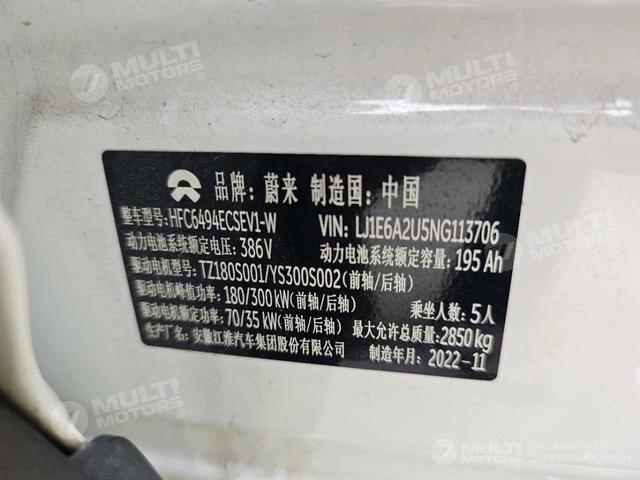 MULTI
MOTORS®
MULTI
MOTORS
品牌: 蔚来 制造国: 中国
整车型号: HFC6494ECSEV1-W VIN: LJ1E6A2U5NG113706
动力电池系统额定电压: 386V 动力电池系统额定容量: 195 Ah
驱动电机型号: TZ180S001/YS300S002(前轴/后轴)
驱动电机峰值功率: 180/300 kW(前轴/后轴) 乘坐人数: 5人
驱动电机额定功率: 70/35 kW(前轴/后轴) 最大允许总质量: 2850kg
生产厂名: 安徽江淮汽车集团股份有限公司 制造年月: 2022-11
MULTI
MOTORS
MULTI
MOTORS
ОНЛАЙН-КАТАЛОГ
ЭЛЕКТРОМОБИЛЕЙ